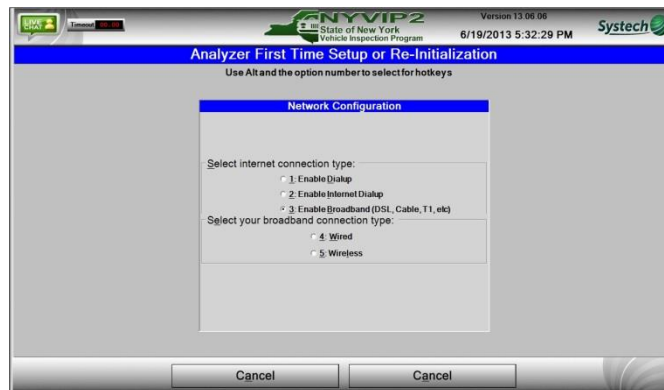 LIVE
CHAT
Timeout 00:00
NYVIP2
State of New York
Vehicle Inspection Program
Version 13.06.06
6/19/2013 5:32:29 PM
Systech
Analyzer First Time Setup or Re-Initialization
Use Alt and the option number to select for hotkeys
Network Configuration
Select internet connection type:
1: Enable Dialup
2: Enable Internet Dialup
3: Enable Broadband (DSL, Cable, T1, etc)
Select your broadband connection type:
4: Wired
5: Wireless
Cancel Cancel